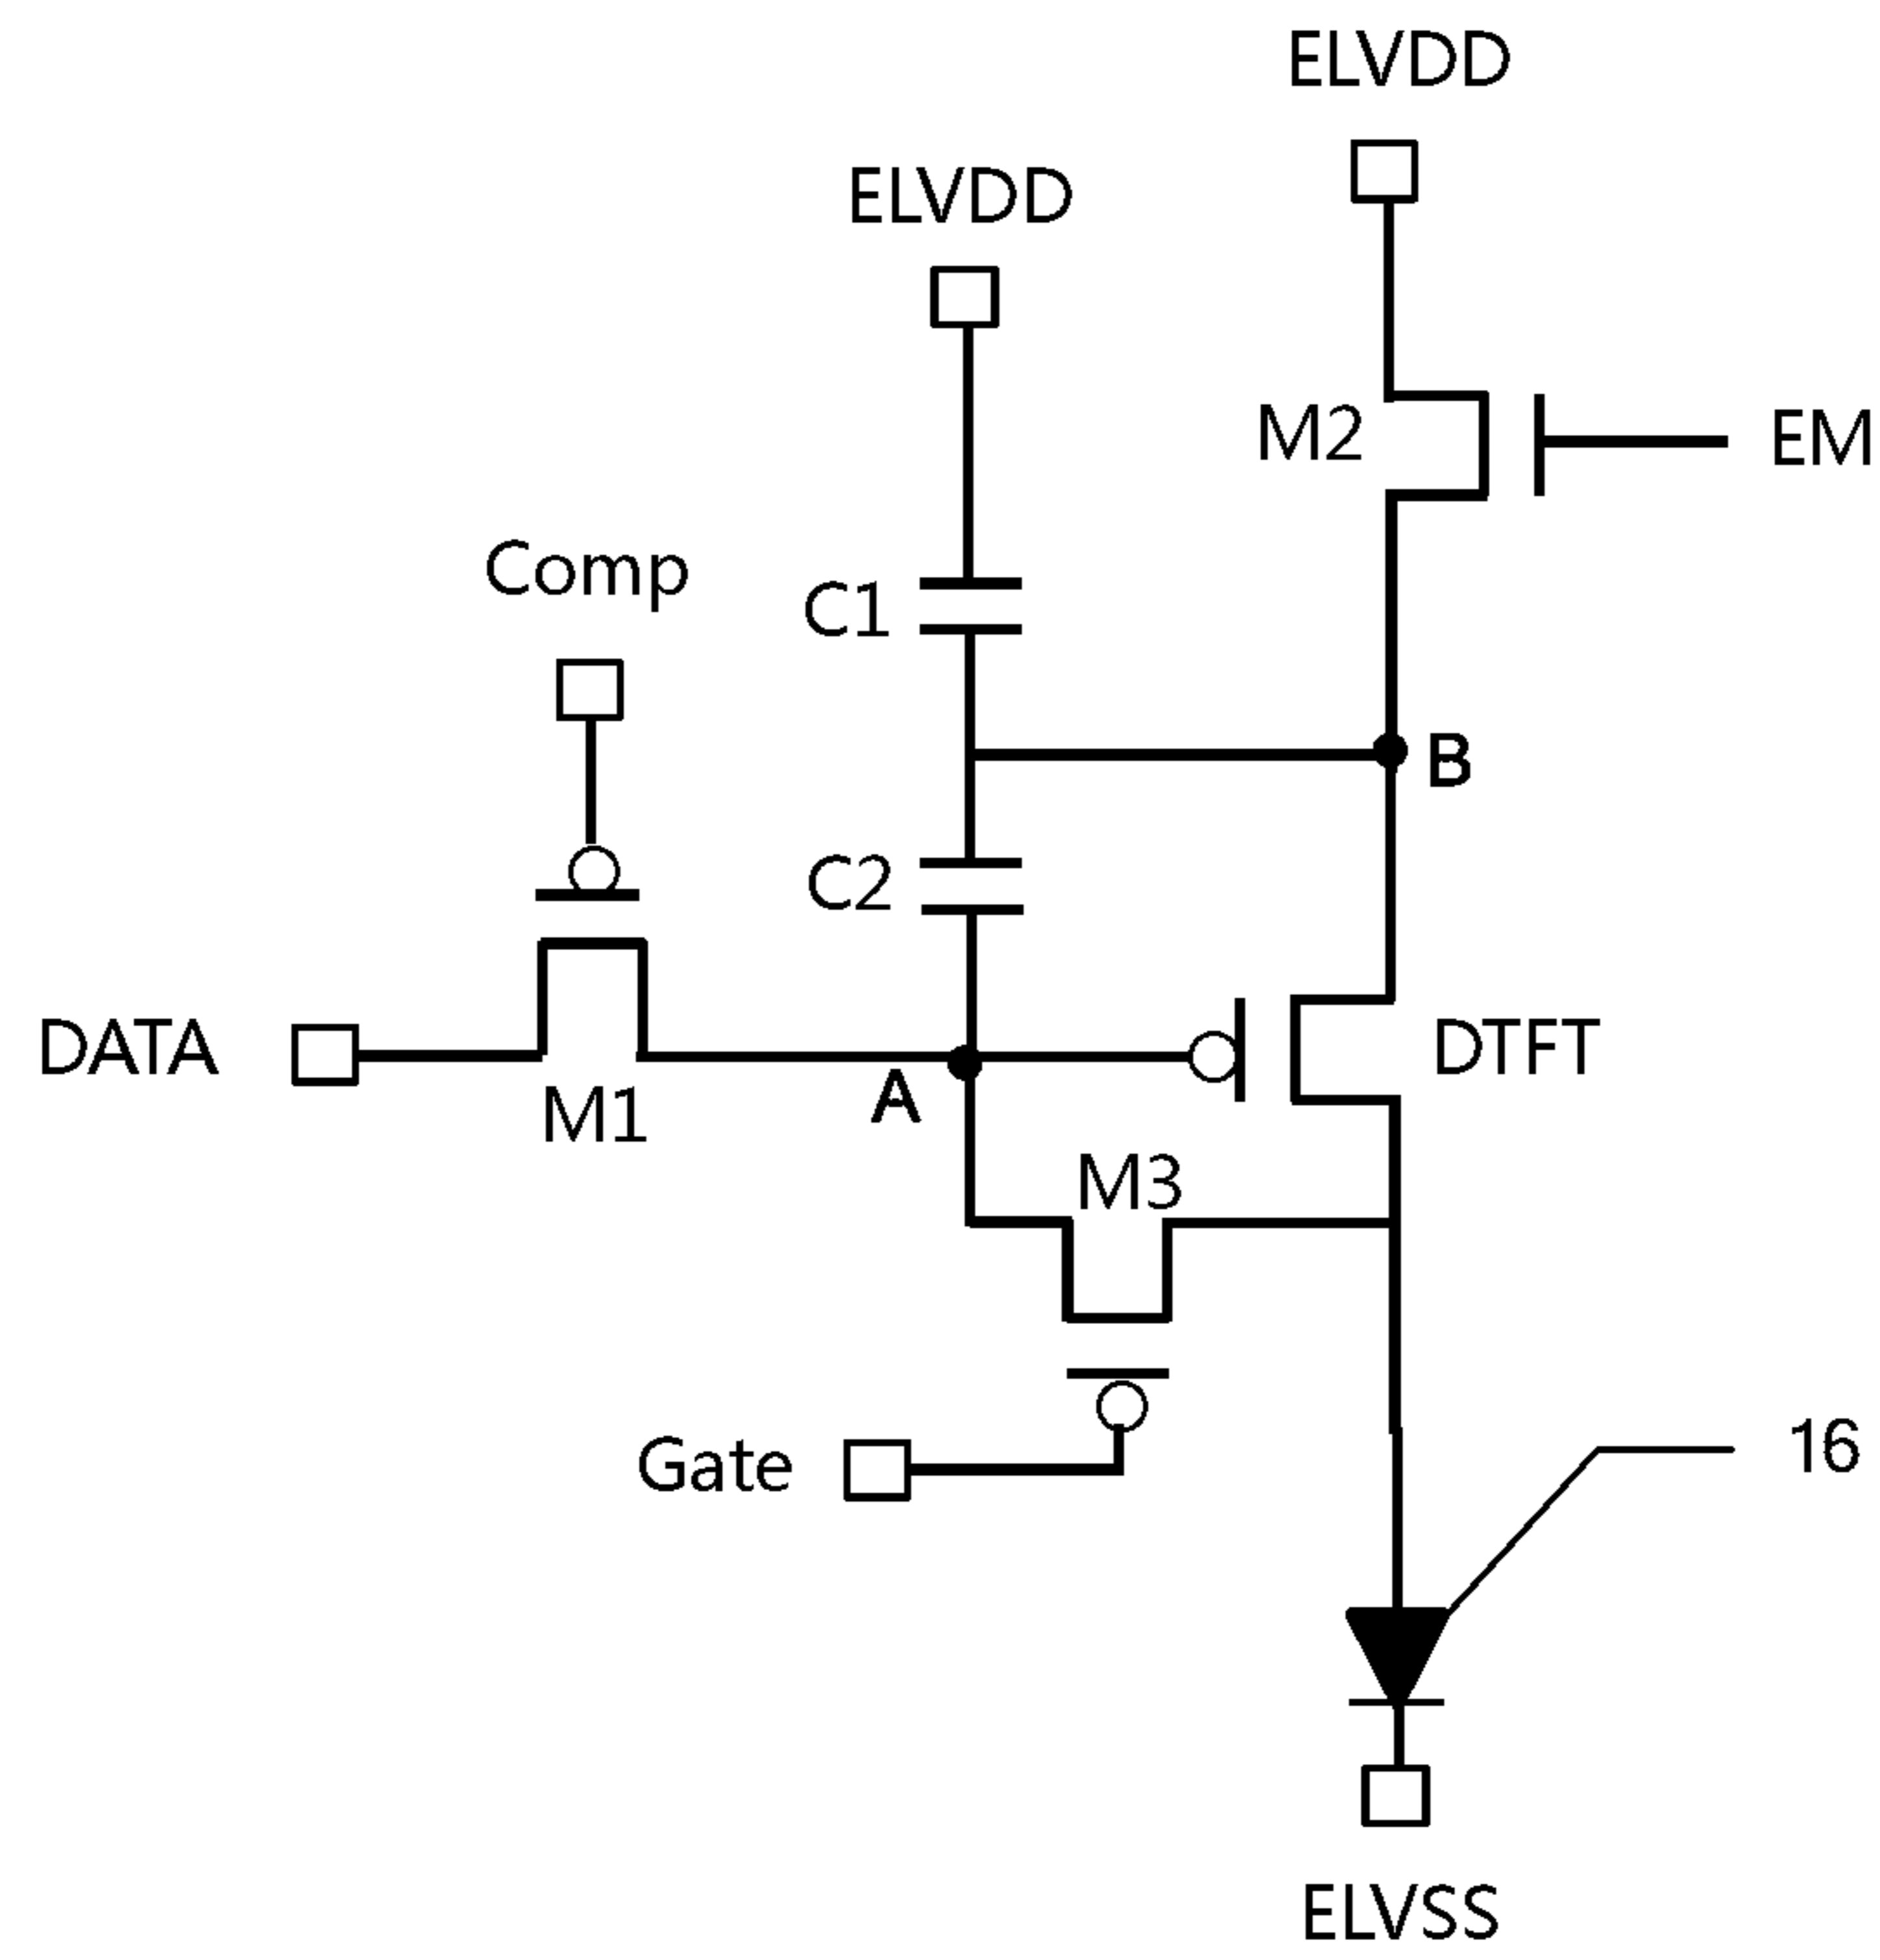 ELVDD
ELVDD
M2
EM
Comp
C1
B
C2
DATA
DTFT
M1
A
M3
Gate
16
ELVSS